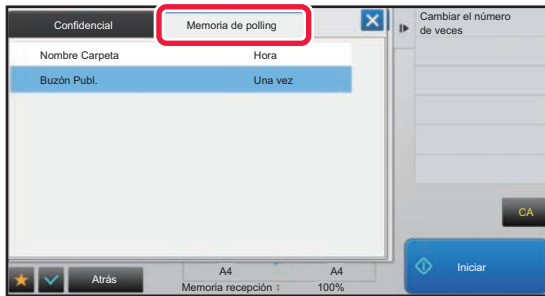 Confidencial
Memoria de polling
Nombre Carpeta
Hora
Buzón Publ.
Una vez
Cambiar el número
de veces
CA
Iniciar
Atrás
A4
A4
Memoria recepción :
100%